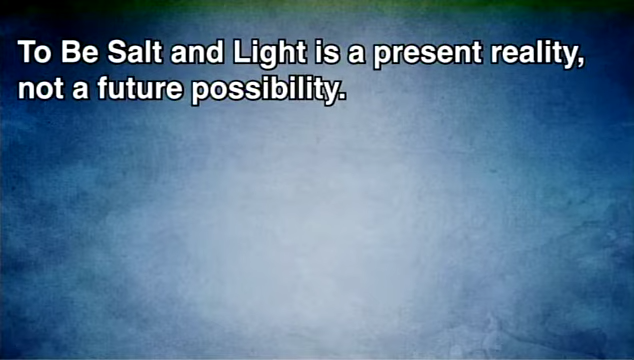 To Be Salt and Light is a present reality,
not a future possibility.